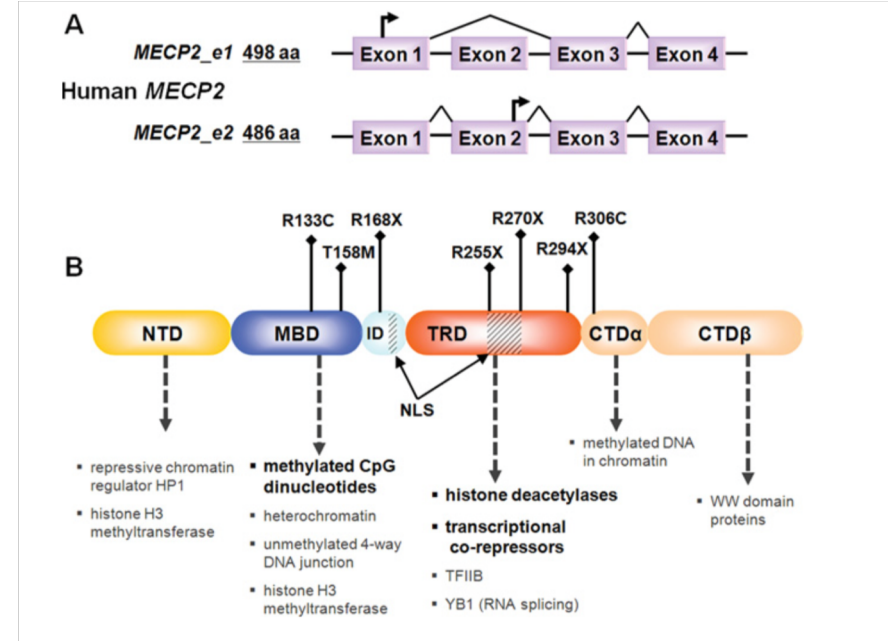 A
MECP2_e1 498 aa
Exon 1 Exon 2 Exon 3 Exon 4
Human MECP2
MECP2_e2 486 aa
Exon 1 Exon 2 Exon 3 Exon 4
B
R133C R168X R270X R306C
T158M R255X R294X
NTD MBD ID TRD CTDα CTDβ
NLS
▪ repressive chromatin
regulator HP1
▪ histone H3
methyltransferase
▪ methylated CpG
dinucleotides
▪ heterochromatin
▪ unmethylated 4-way
DNA junction
▪ histone H3
methyltransferase
▪ histone deacetylases
▪ transcriptional
co-repressors
▪ TFIIB
▪ YB1 (RNA splicing)
▪ methylated DNA
in chromatin
▪ WW domain
proteins